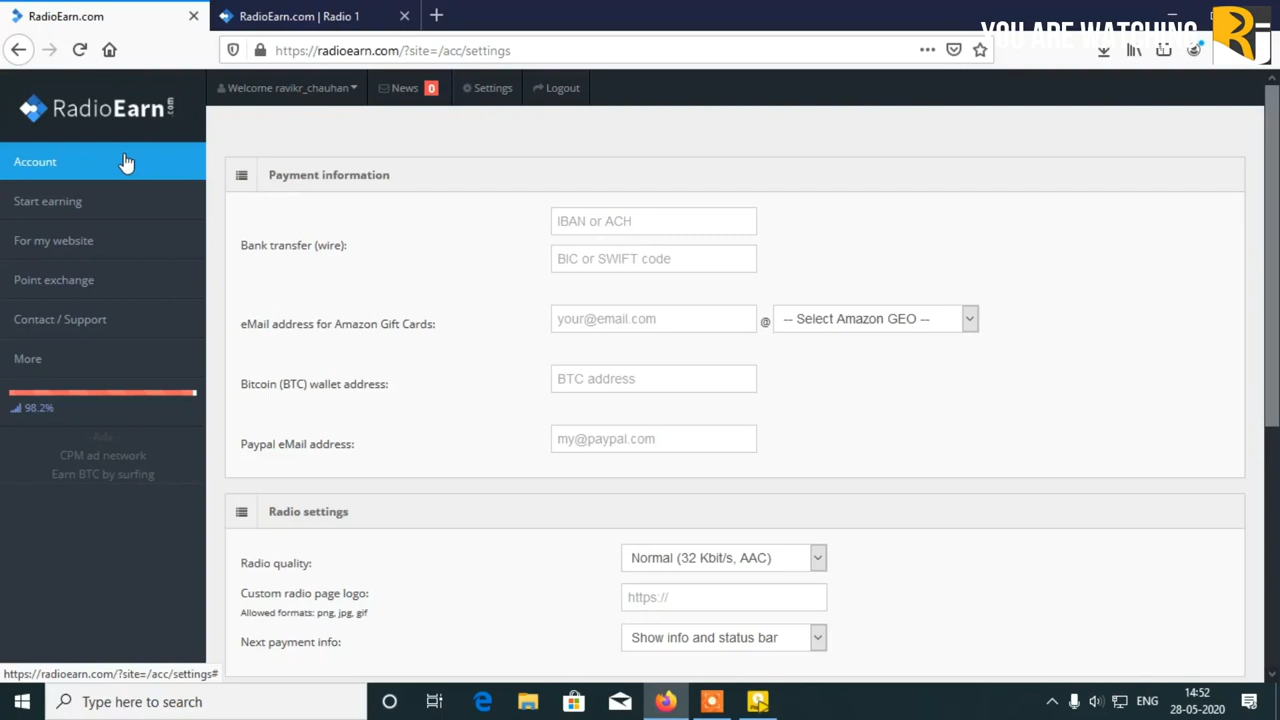 RadioEarn.com
RadioEarn.com | Radio 1
YOU ARE WATCHING
https://radioearn.com/?site=/acc/settings
RadioEarn.com
Welcome ravikr_chauhan
News 0
Settings
Logout
Account
Start earning
For my website
Point exchange
Contact / Support
More
98.2%
-Ads-
CPM ad network
Earn BTC by surfing
Payment information
Bank transfer (wire):
IBAN or ACH
BIC or SWIFT code
eMail address for Amazon Gift Cards:
your@email.com @ -- Select Amazon GEO --
Bitcoin (BTC) wallet address:
BTC address
Paypal eMail address:
my@paypal.com
Radio settings
Radio quality:
Normal (32 Kbit/s, AAC)
Custom radio page logo:
Allowed formats: png, jpg, gif
https://
Next payment info:
Show info and status bar
https://radioearn.com/?site=/acc/settings#
Type here to search
ENG
14:52
28-05-2020